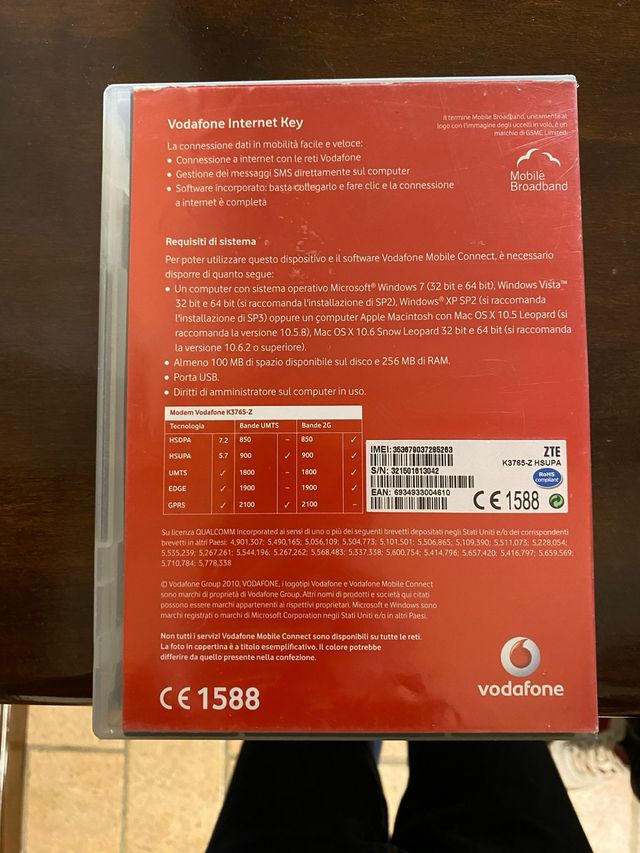 Vodafone Internet Key
Il termine Mobile Broadband, unitamente al
logo con l'immagine degli uccelli in volo, è un
marchio di GSMC Limited.
La connessione dati in mobilità facile e veloce:
• Connessione a internet con le reti Vodafone
• Gestione dei messaggi SMS direttamente sul computer
• Software incorporato: basta collegarlo e fare clic e la connessione
a internet è completa
Mobile
Broadband
Requisiti di sistema
Per poter utilizzare questo dispositivo e il software Vodafone Mobile Connect, è necessario
disporre di quanto segue:
• Un computer con sistema operativo Microsoft® Windows 7 (32 bit e 64 bit), Windows Vista™
32 bit e 64 bit (si raccomanda l'installazione di SP2), Windows® XP SP2 (si raccomanda
l'installazione di SP3) oppure un computer Apple Macintosh con Mac OS X 10.5 Leopard (si
raccomanda la versione 10.5.8), Mac OS X 10.6 Snow Leopard 32 bit e 64 bit (si raccomanda
la versione 10.6.2 o superiore).
• Almeno 100 MB di spazio disponibile sul disco e 256 MB di RAM.
• Porta USB.
• Diritti di amministratore sul computer in uso.
Modem Vodafone K3765-Z
Tecnologia Bande UMTS Bande 2G
HSDPA 7.2 850 – 850 ✓
HSUPA 5.7 900 ✓ 900 ✓
UMTS ✓ 1800 – 1800 ✓
EDGE ✓ 1900 – 1900 ✓
GPRS ✓ 2100 ✓ 2100 –
IMEI: 353679037285263
S/N: 321501613042
EAN: 6934933004610
ZTE
K3765-Z HSUPA
RoHS
compliant
CE 1588
Su licenza QUALCOMM Incorporated ai sensi di uno o più dei seguenti brevetti depositati negli Stati Uniti e/o dei corrispondenti
brevetti in altri Paesi: 4,901,307; 5,490,165; 5,056,109; 5,504,773; 5,101,501; 5,506,865; 5,109,390; 5,511,073; 5,228,054;
5,535,239; 5,267,261; 5,544,196; 5,267,262; 5,568,483; 5,337,338; 5,600,754; 5,414,796; 5,657,420; 5,416,797; 5,659,569;
5,710,784; 5,778,338
© Vodafone Group 2010. VODAFONE, i logotipi Vodafone e Vodafone Mobile Connect
sono marchi di proprietà di Vodafone Group. Altri nomi di prodotti e società qui citati
possono essere marchi appartenenti ai rispettivi proprietari. Microsoft e Windows sono
marchi registrati o marchi di Microsoft Corporation negli Stati Uniti e/o in altri Paesi.
Non tutti i servizi Vodafone Mobile Connect sono disponibili su tutte le reti.
La foto in copertina è a titolo esemplificativo. Il colore potrebbe
differire da quello presente nella confezione.
CE 1588
vodafone